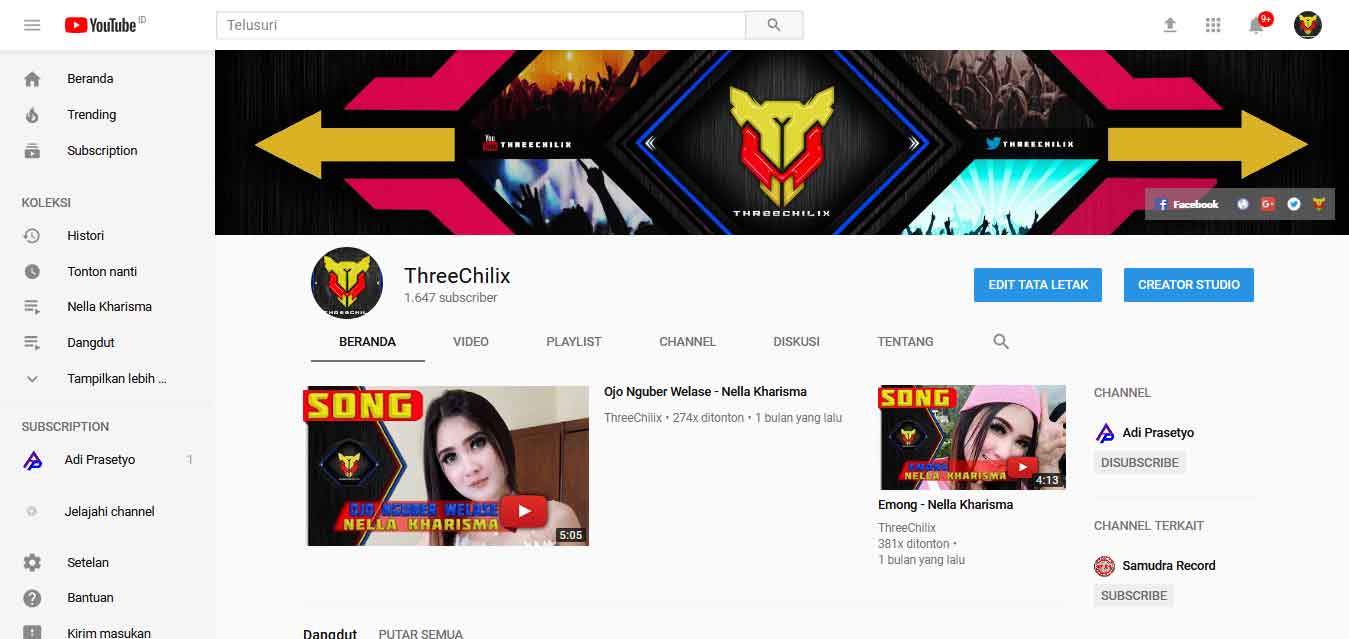 YouTube ID
Telusuri
9+
Beranda
Trending
Subscription
KOLEKSI
Histori
Tonton nanti
Nella Kharisma
Dangdut
Tampilkan lebih ...
SUBSCRIPTION
Adi Prasetyo 1
Jelajahi channel
Setelan
Bantuan
Kirim masukan
You
THREECHILIX
THREECHILIX
THREECHILIX
Facebook
ThreeChilix
1.647 subscriber
EDIT TATA LETAK
CREATOR STUDIO
BERANDA VIDEO PLAYLIST CHANNEL DISKUSI TENTANG
SONG
OJO NGUBER WELASE
NELLA KHARISMA
5:05
Ojo Nguber Welase - Nella Kharisma
ThreeChilix • 274x ditonton • 1 bulan yang lalu
SONG
EMONG
NELLA KHARISMA
4:13
Emong - Nella Kharisma
ThreeChilix
381x ditonton •
1 bulan yang lalu
CHANNEL
Adi Prasetyo
DISUBSCRIBE
CHANNEL TERKAIT
Samudra Record
SUBSCRIBE
Dangdut PUTAR SEMUA